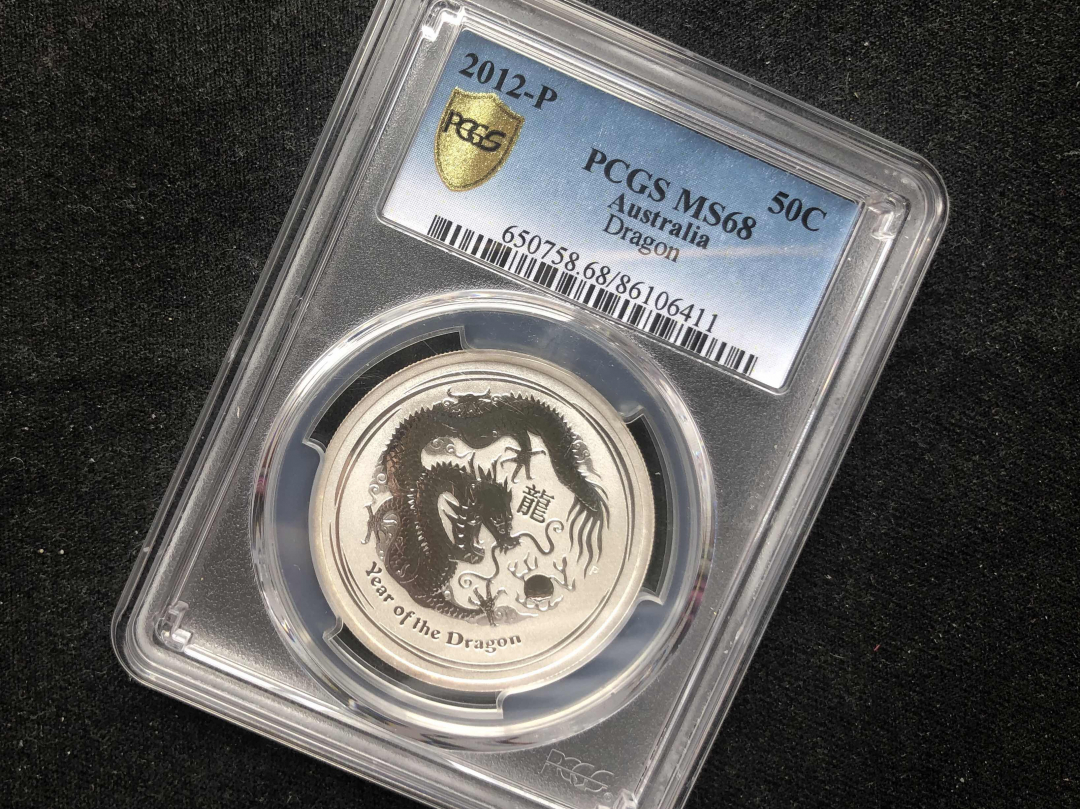 2012-P
PCGS
PCGS MS68
50C
Australia
Dragon
650758.68/86106411
龍
Year of the Dragon
PCGS